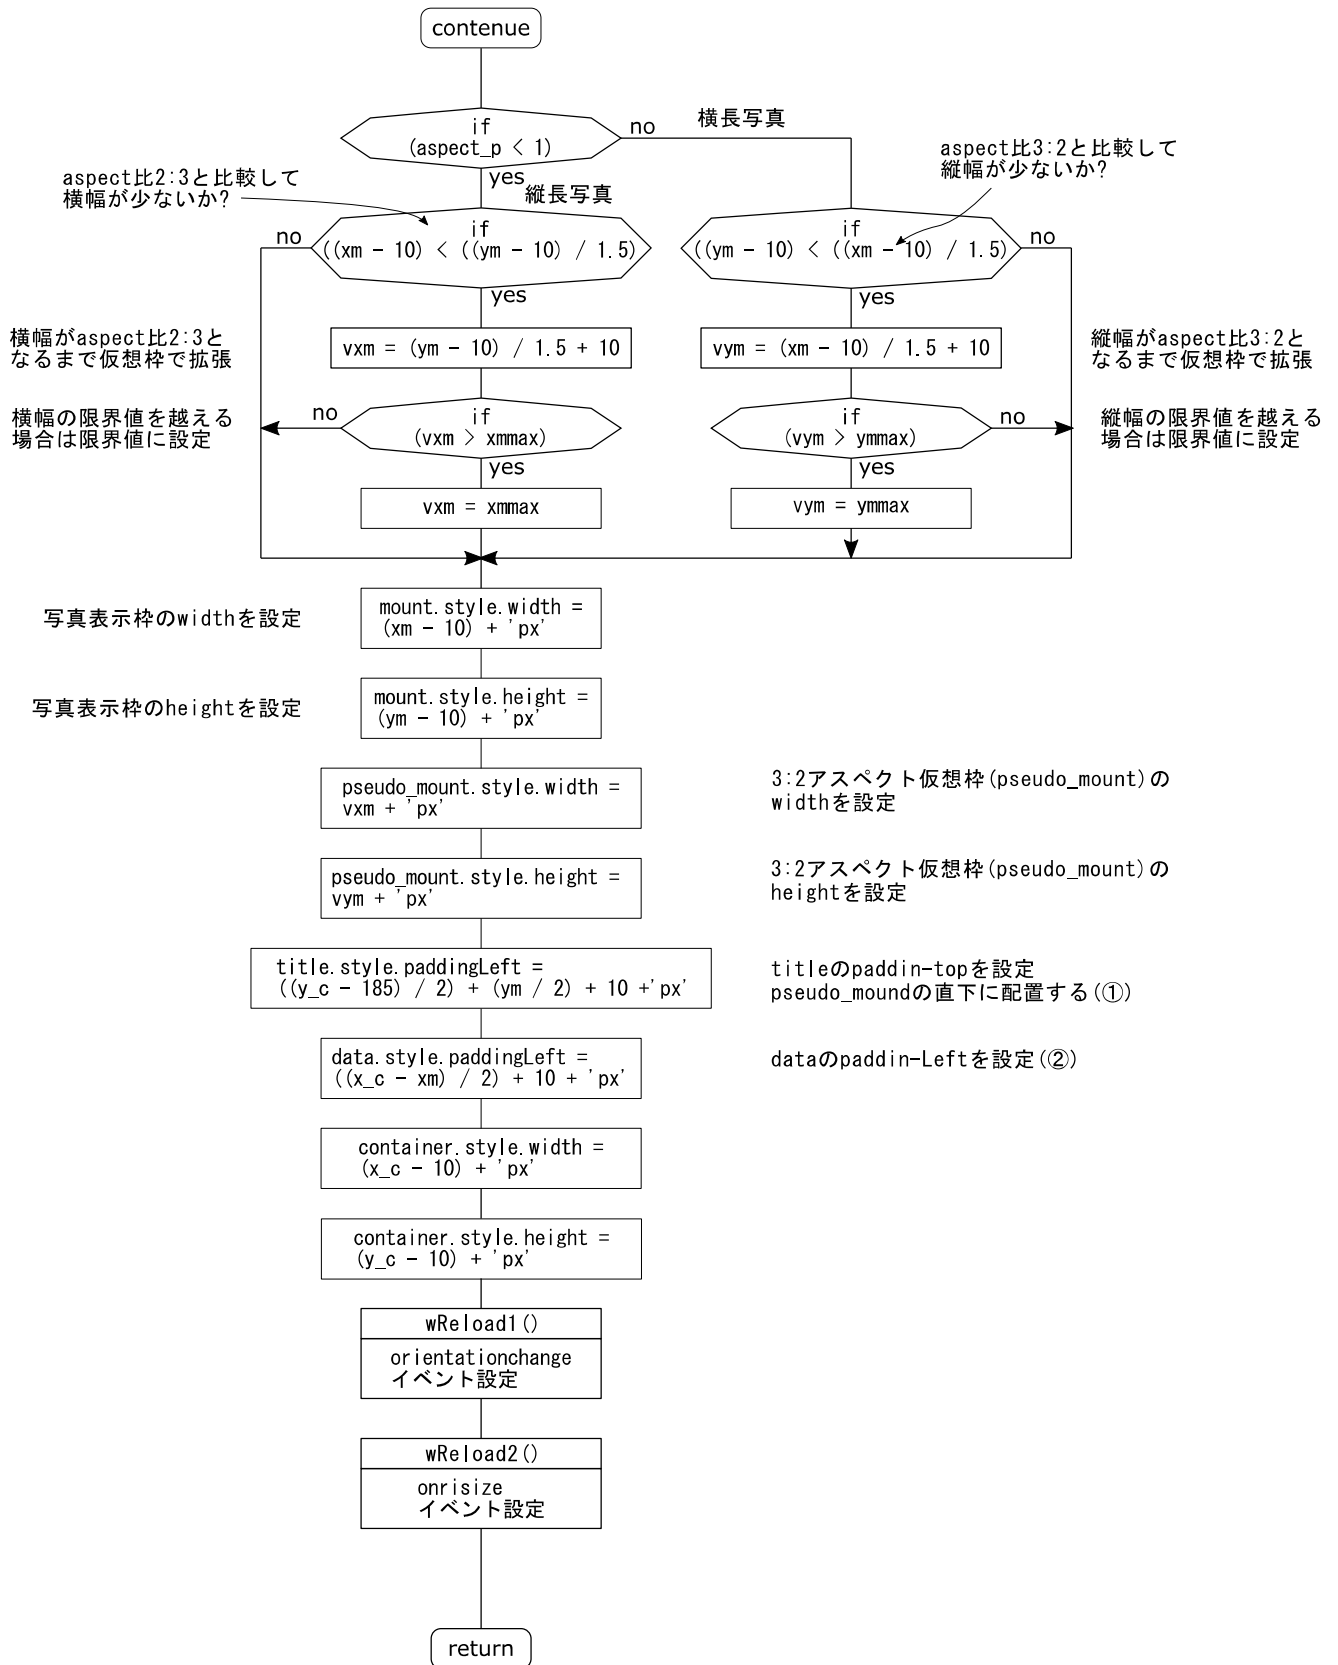 contenue
if
(aspect_p < 1)
no
横長写真
yes
縦長写真
aspect比2:3と比較して
横幅が少ないか?
aspect比3:2と比較して
縦幅が少ないか?
no
if
((xm - 10) < ((ym - 10) / 1.5)
yes
if
((ym - 10) < ((xm - 10) / 1.5)
no
yes
横幅がaspect比2:3と
なるまで仮想枠で拡張
vxm = (ym - 10) / 1.5 + 10
vym = (xm - 10) / 1.5 + 10
縦幅がaspect比3:2と
なるまで仮想枠で拡張
横幅の限界値を越える
場合は限界値に設定
no
if
(vxm > xmmax)
yes
if
(vym > ymmax)
no
yes
縦幅の限界値を越える
場合は限界値に設定
vxm = xmmax
vym = ymmax
写真表示枠のwidthを設定
mount.style.width =
(xm - 10) + 'px'
写真表示枠のheightを設定
mount.style.height =
(ym - 10) + 'px'
pseudo_mount.style.width =
vxm + 'px'
3:2アスペクト仮想枠(pseudo_mount)の
widthを設定
pseudo_mount.style.height =
vym + 'px'
3:2アスペクト仮想枠(pseudo_mount)の
heightを設定
title.style.paddingLeft =
((y_c - 185) / 2) + (ym / 2) + 10 +'px'
titleのpaddin-topを設定
pseudo_moundの直下に配置する(①)
data.style.paddingLeft =
((x_c - xm) / 2) + 10 + 'px'
dataのpaddin-Leftを設定(②)
container.style.width =
(x_c - 10) + 'px'
container.style.height =
(y_c - 10) + 'px'
wReload1()
orientationchange
イベント設定
wReload2()
onrisize
イベント設定
return